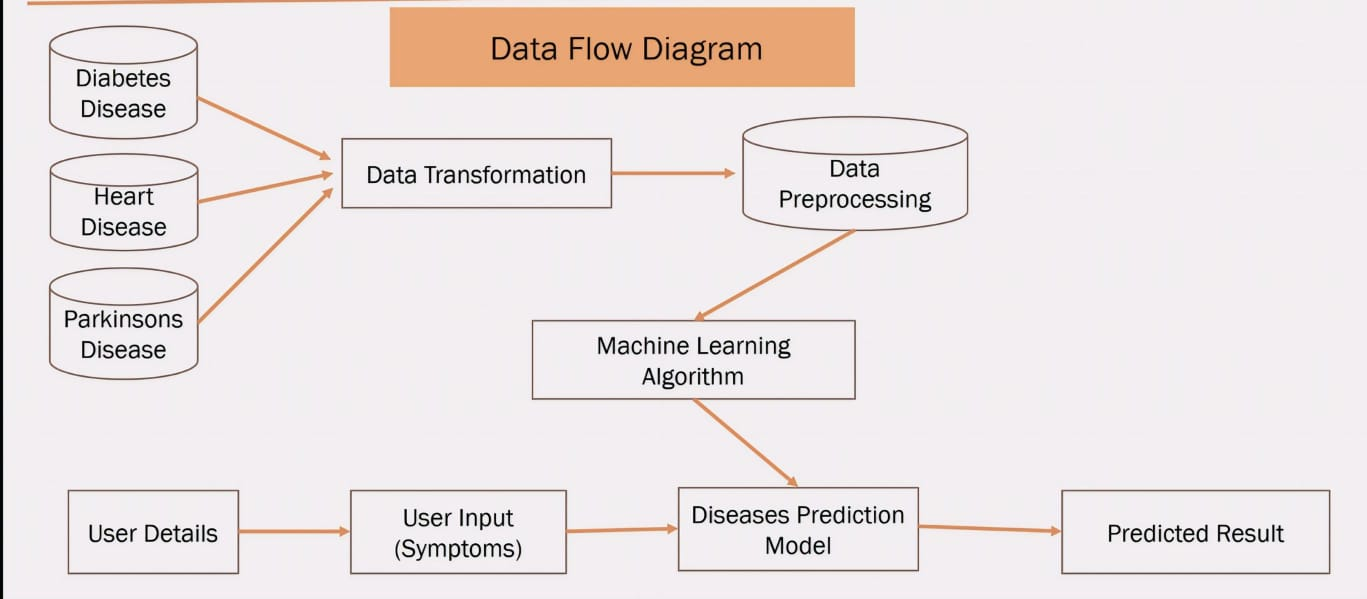 Data Flow Diagram
Diabetes
Disease
Heart
Disease
Parkinsons
Disease
Data Transformation
Data
Preprocessing
Machine Learning
Algorithm
User Details
User Input
(Symptoms)
Diseases Prediction
Model
Predicted Result